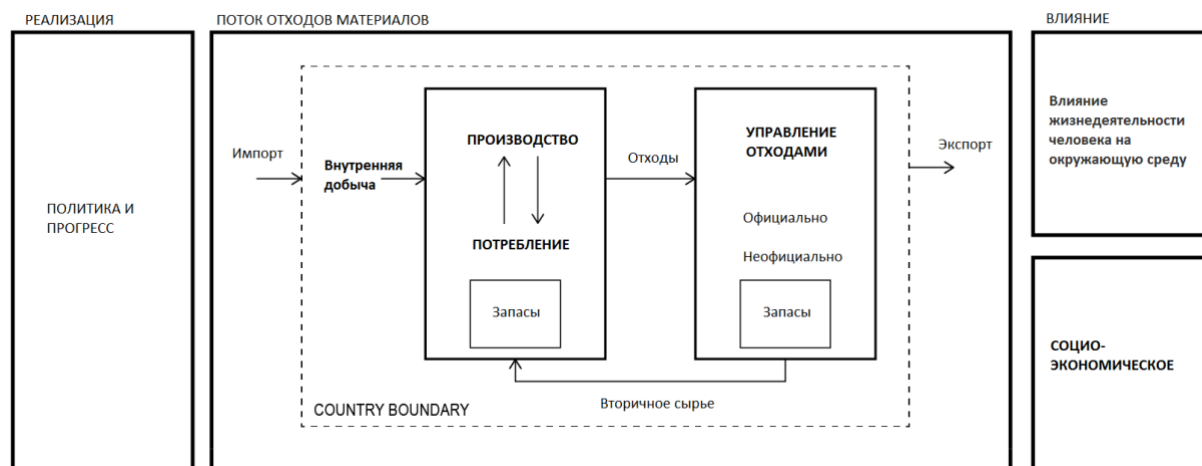 РЕАЛИЗАЦИЯ
ПОТОК ОТХОДОВ МАТЕРИАЛОВ
ВЛИЯНИЕ
ПОЛИТИКА И
ПРОГРЕСС
Импорт
Внутренняя
добыча
ПРОИЗВОДСТВО
ПОТРЕБЛЕНИЕ
Запасы
Отходы
УПРАВЛЕНИЕ
ОТХОДАМИ
Официально
Неофициально
Запасы
Экспорт
Вторичное сырье
COUNTRY BOUNDARY
Влияние
жизнедеятельности
человека на
окружающую среду
СОЦИО-
ЭКОНОМИЧЕСКОЕ